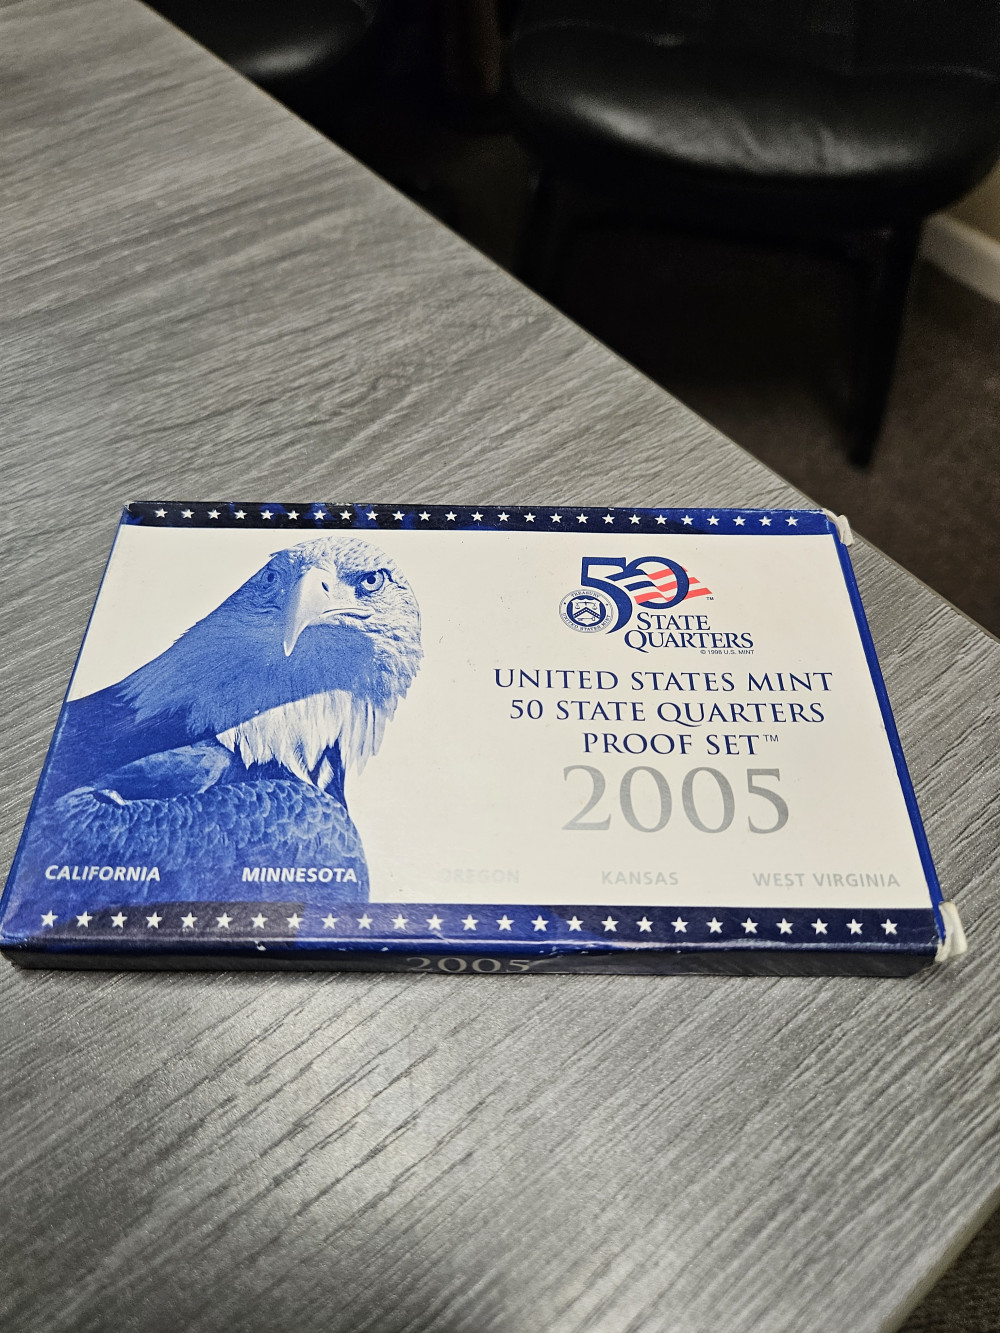 50
STATE
QUARTERS
© 1998 U.S. MINT
UNITED STATES MINT
50 STATE QUARTERS
PROOF SET™
2005
CALIFORNIA MINNESOTA OREGON KANSAS WEST VIRGINIA
2005